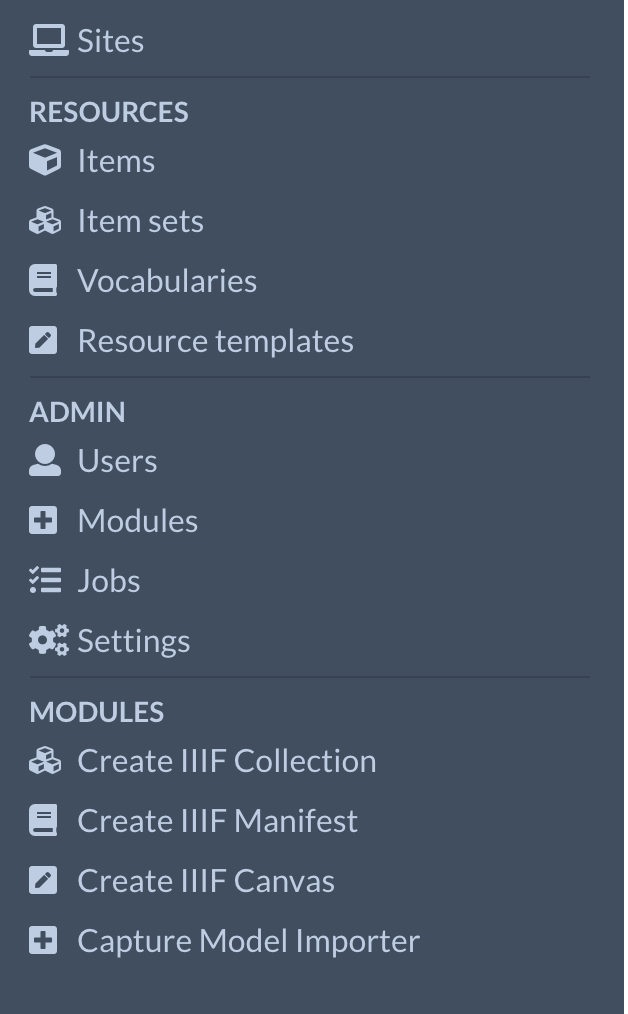 Sites
RESOURCES
Items
Item sets
Vocabularies
Resource templates
ADMIN
Users
Modules
Jobs
Settings
MODULES
Create IIIF Collection
Create IIIF Manifest
Create IIIF Canvas
Capture Model Importer